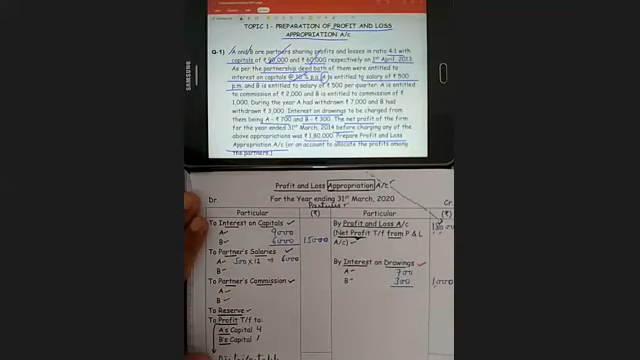 TOPIC 1 - PREPARATION OF PROFIT AND LOSS
APPROPRIATION A/c
Q-1) A and B are partners sharing profits and losses in ratio 4:1 with
capitals of ₹ 90,000 and ₹ 60,000 respectively on 1st April, 2013.
As per the partnership deed both of them were entitled to
interest on capitals @ 10 % p.a. A is entitled to salary of ₹ 500
p.m. and B is entitled to salary of ₹ 500 per quarter. A is entitled
to commission of ₹ 2,000 and B is entitled to commission of
₹ 1,000. During the year A had withdrawn ₹ 7,000 and B had
withdrawn ₹ 3,000. Interest on drawings to be charged from
them being A - ₹ 700 and B - ₹ 300. The net profit of the
firm for the year ended 31st March, 2014 before charging any of the
above appropriations was ₹ 1,80,000. Prepare Profit and Loss
Appropriation A/c (or an account to allocate the profits among
the partners.)
Profit and Loss Appropriation A/c
Dr. For the Year ended 31st March, 2020 Cr.
Particulars
Particular (₹) Particular (₹)
To Interest on Capitals By Profit and Loss A/c 180000
A- 9000 (Net Profit T/f from P & L
B- 6000 15000 A/c)
To Partner's Salaries
A- 500 x 12 ⇒ 6000 By Interest on Drawings
B- A- 700
To Partner's Commission B- 300 1000
A-
B-
To Reserve
To Profit T/f to:
A's Capital 4
B's Capital 1